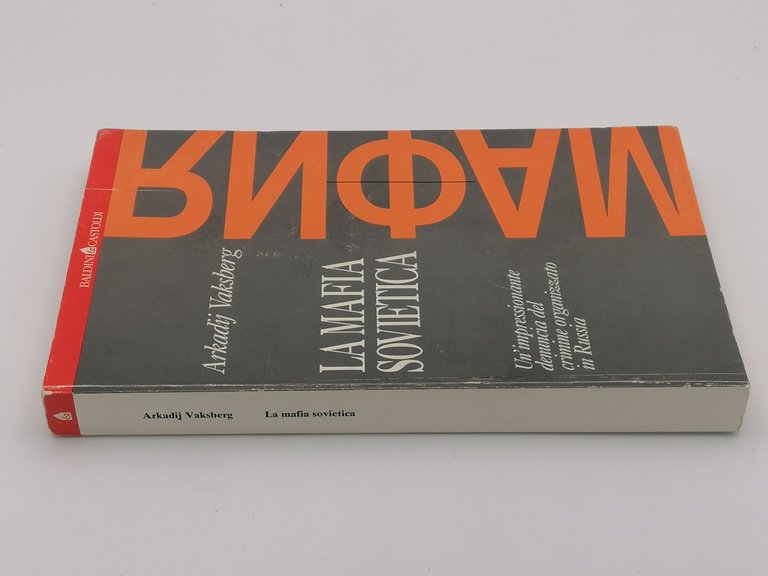 BALDINI & CASTOLDI
МАФИЯ
Arkadij Vaksberg
LA MAFIA
SOVIETICA
Un'impressionante
denuncia del
crimine organizzato
in Russia
Arkadij Vaksberg La mafia sovietica